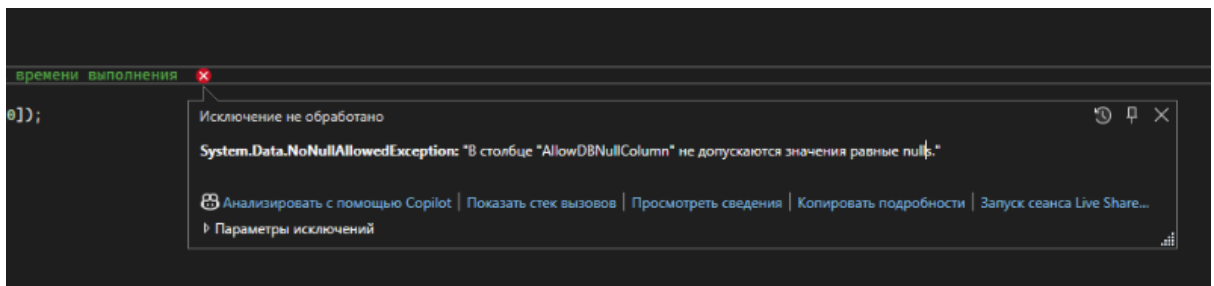 времени выполнения
0]);
Исключение не обработано
System.Data.NoNullAllowedException: "В столбце "AllowDBNullColumn" не допускаются значения равные nulls."
Анализировать с помощью Copilot | Показать стек вызовов | Просмотреть сведения | Копировать подробности | Запуск сеанса Live Share...
Параметры исключений